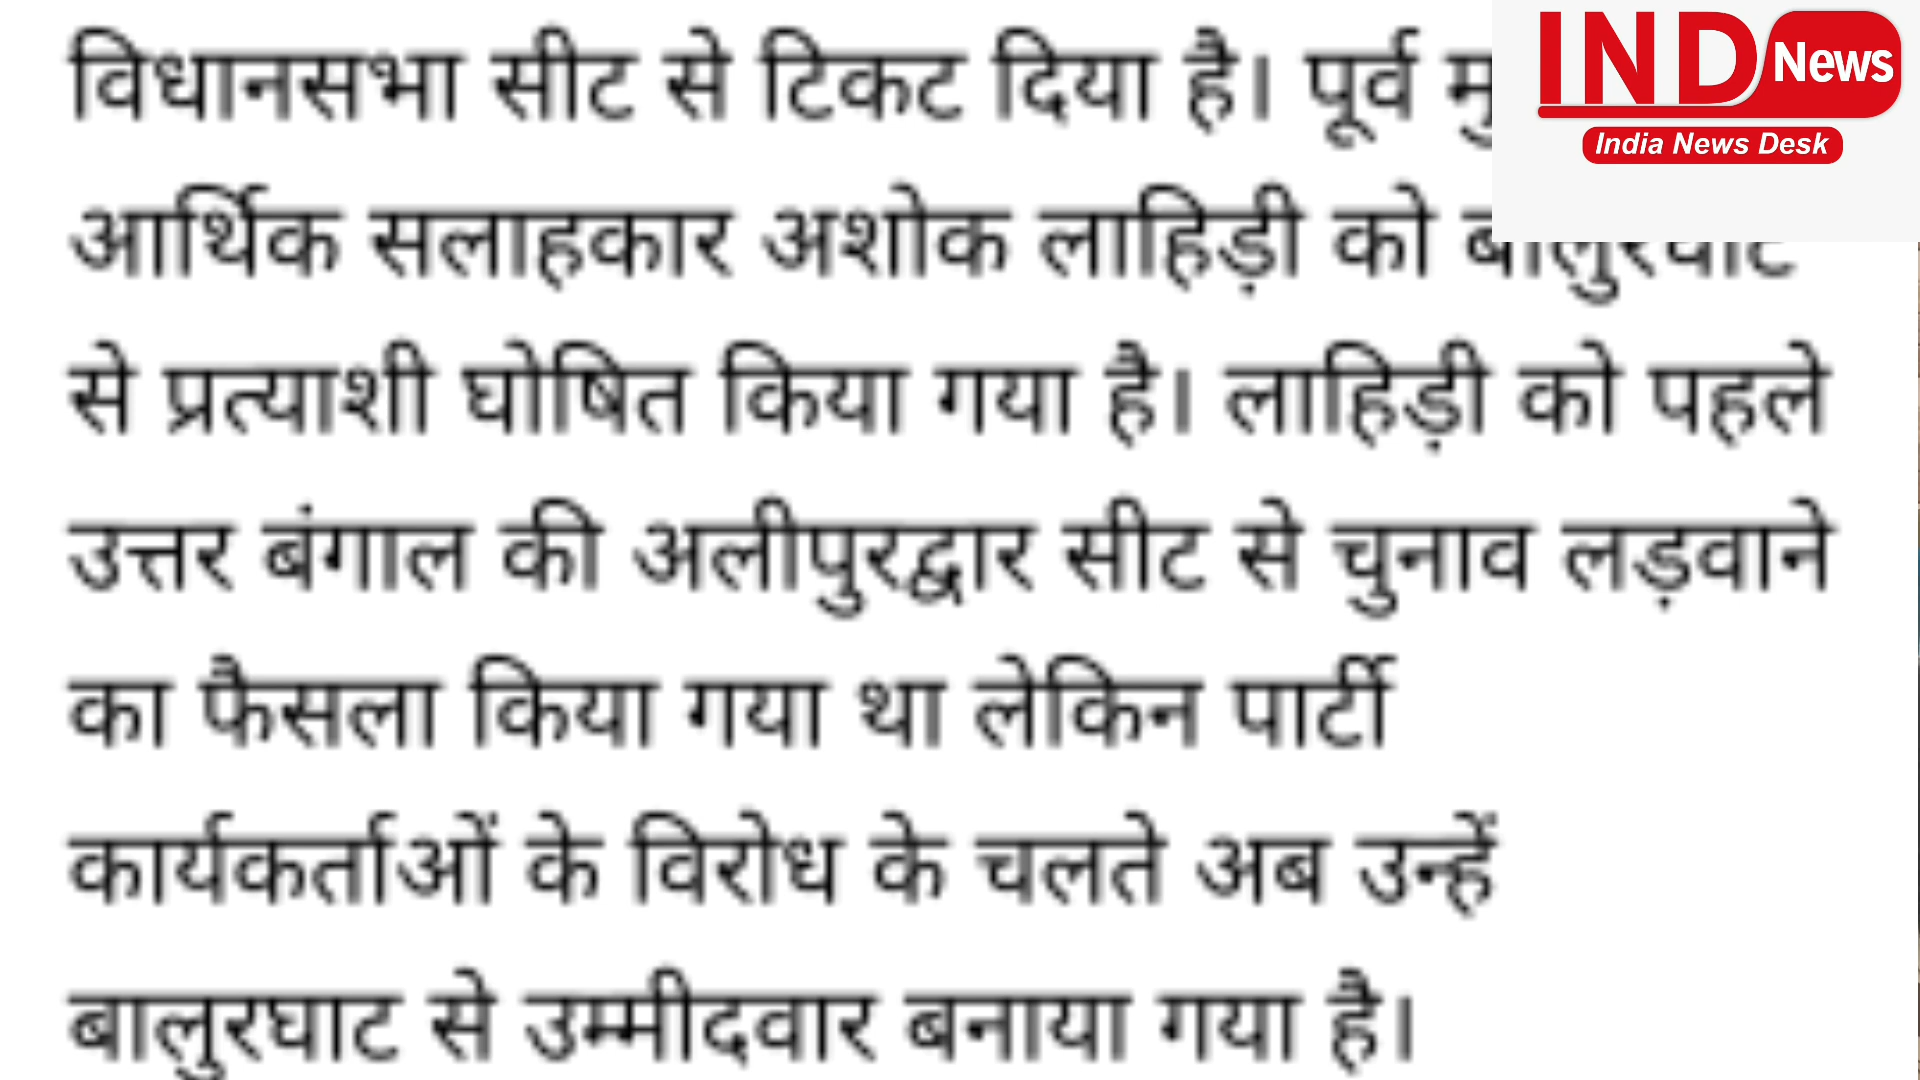 विधानसभा सीट से टिकट दिया है। पूर्व
आर्थिक सलाहकार अशोक लाहिड़ी को बालुरघाट
से प्रत्याशी घोषित किया गया है। लाहिड़ी को पहले
उत्तर बंगाल की अलीपुरद्वार सीट से चुनाव लड़वाने
का फैसला किया गया था लेकिन पार्टी
कार्यकर्ताओं के विरोध के चलते अब उन्हें
बालुरघाट से उम्मीदवार बनाया गया है।
IND News
India News Desk